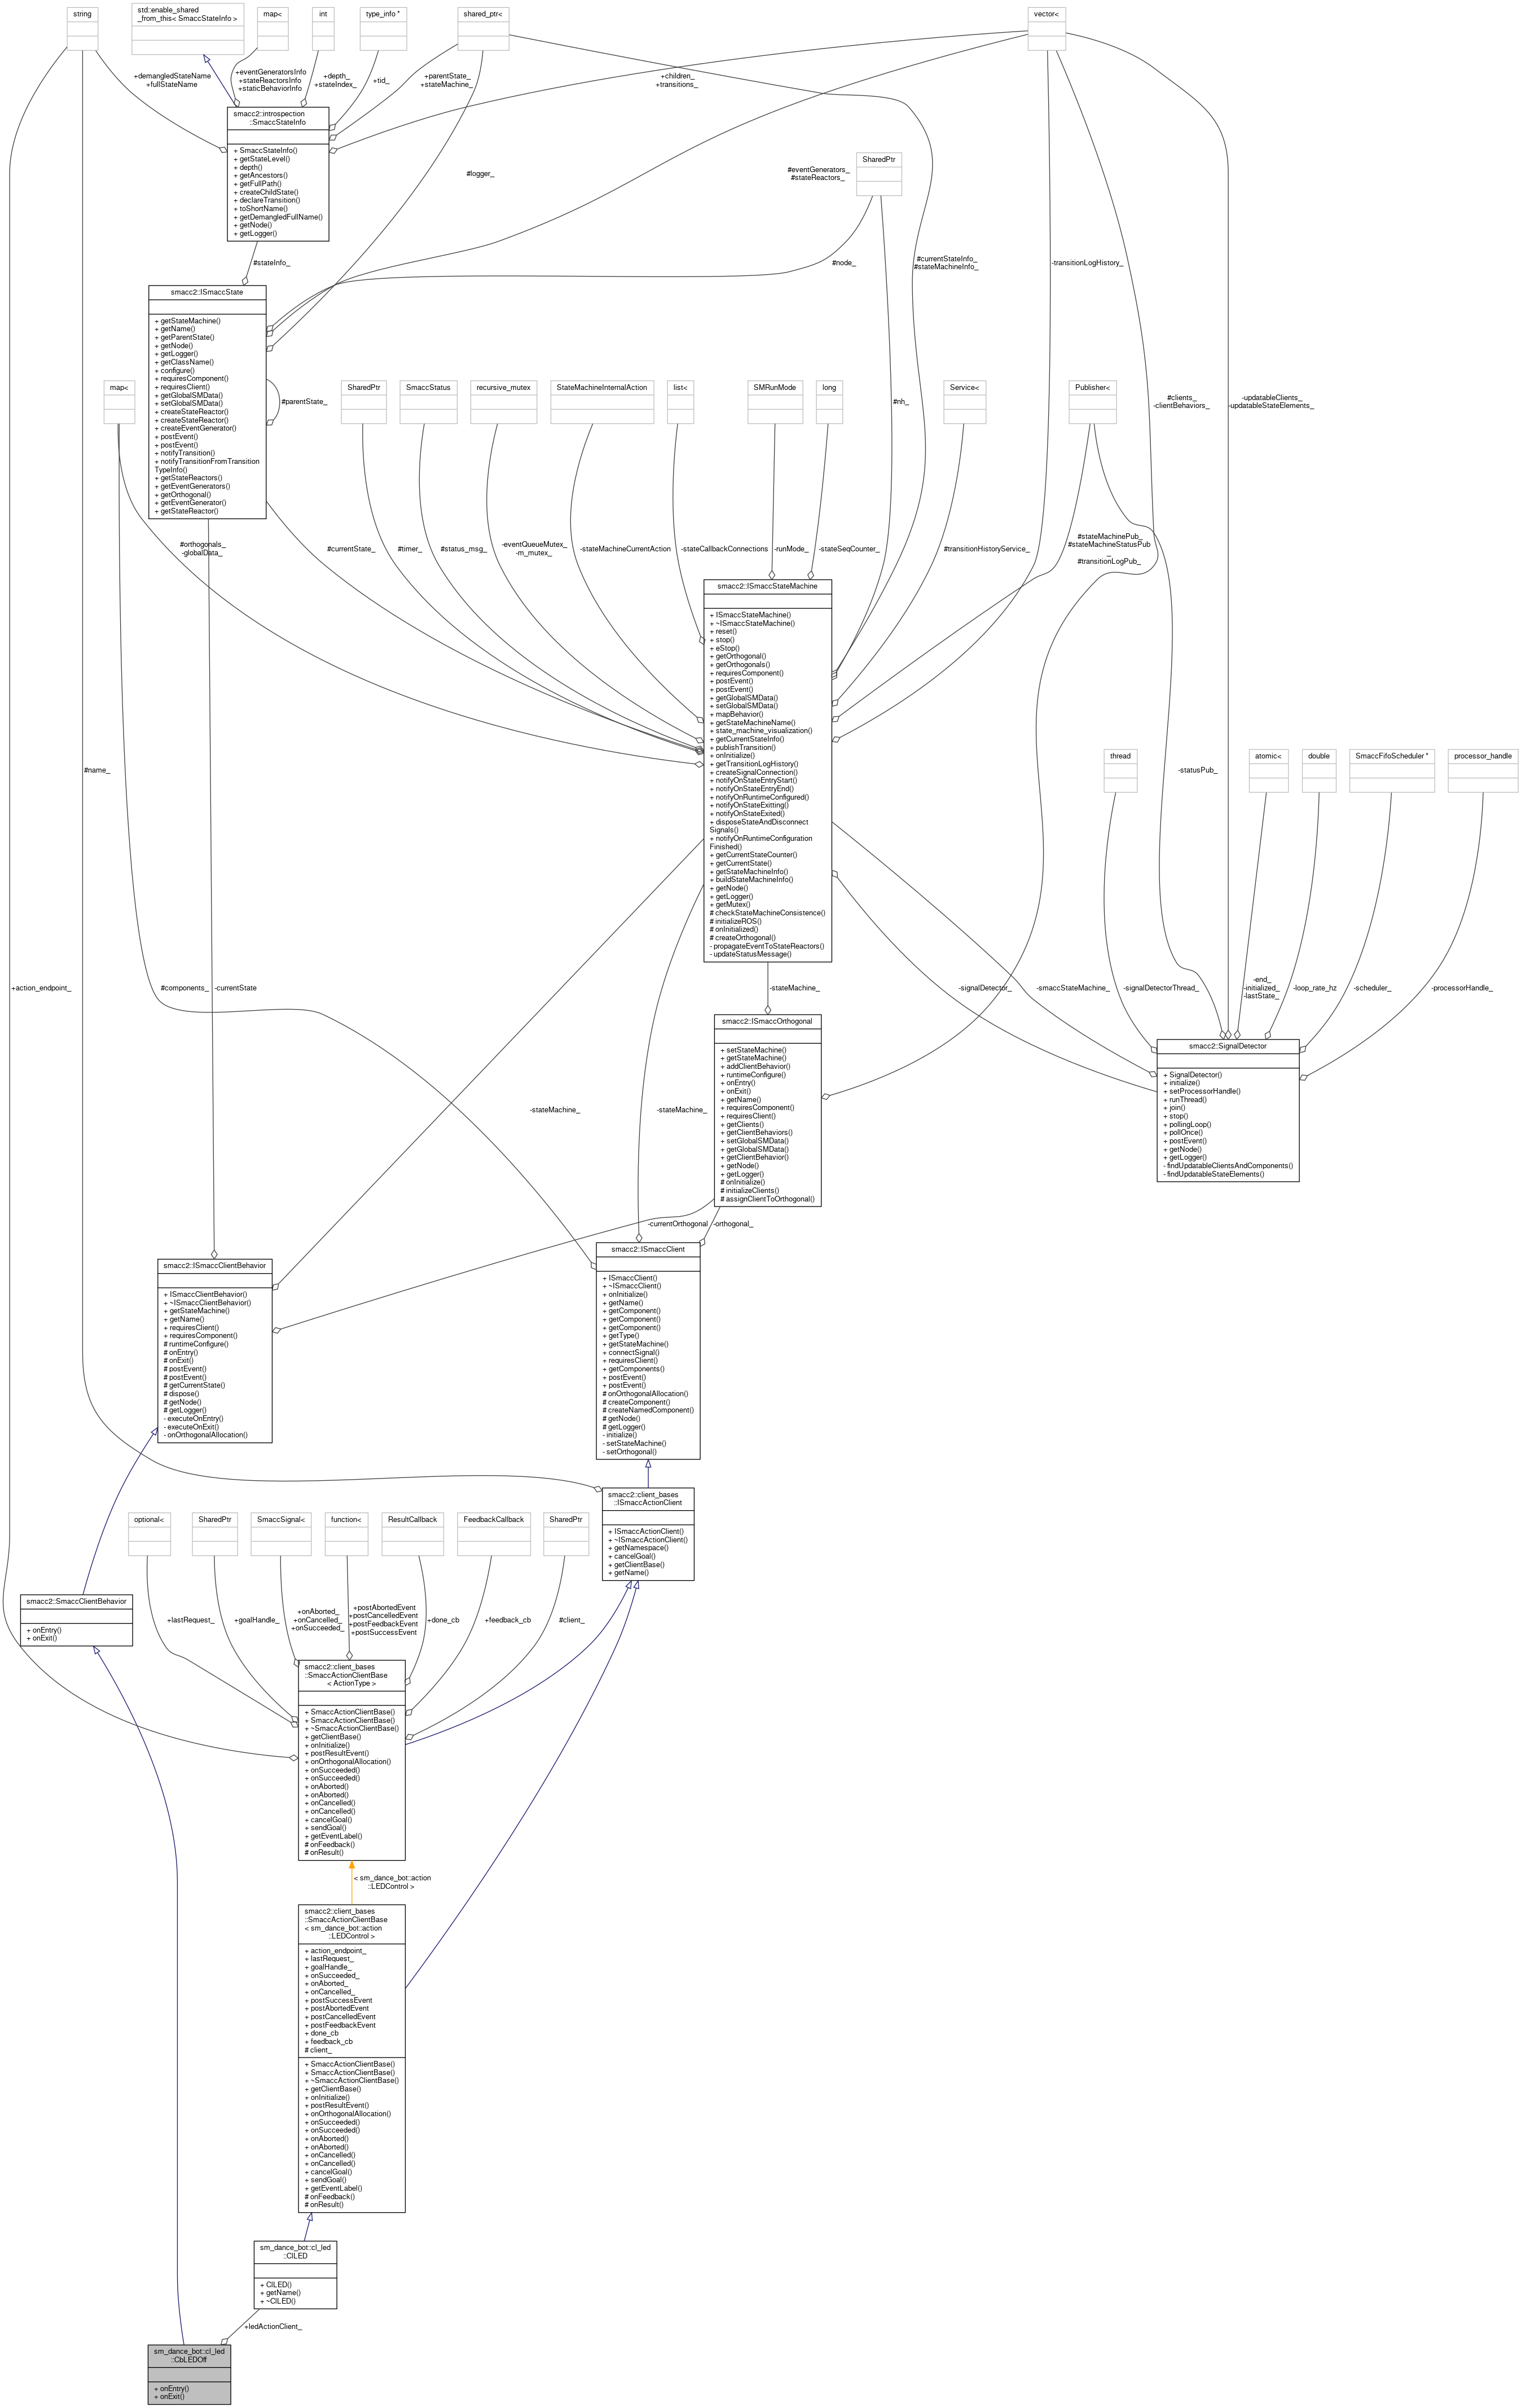 string
std::enable_shared
_from_this< SmaccStateInfo >
map<
int
type_info *
shared_ptr<
vector<
+demangledStateName
+fullStateName
+eventGeneratorsInfo
+stateReactorsInfo
+staticBehaviorInfo
+depth_
+stateIndex_
+tid_
+parentState_
+stateMachine_
+children_
+transitions_
smacc2::introspection
::SmaccStateInfo
+ SmaccStateInfo()
+ getStateLevel()
+ depth()
+ getAncestors()
+ getFullPath()
+ createChildState()
+ declareTransition()
+ toShortName()
+ getDemangledFullName()
+ getNode()
+ getLogger()
#logger_
#eventGenerators_
#stateReactors_
SharedPtr
#stateInfo_
#node_
#currentStateInfo_
#stateMachineInfo_
-transitionLogHistory_
smacc2::ISmaccState
+ getStateMachine()
+ getName()
+ getParentState()
+ getNode()
+ getLogger()
+ getClassName()
+ configure()
+ requiresComponent()
+ requiresClient()
+ getGlobalSMData()
+ setGlobalSMData()
+ createStateReactor()
+ createStateReactor()
+ createEventGenerator()
+ postEvent()
+ postEvent()
+ notifyTransition()
+ notifyTransitionFromTransition
TypeInfo()
+ getStateReactors()
+ getEventGenerators()
+ getOrthogonal()
+ getEventGenerator()
+ getStateReactor()
#parentState_
map<
SharedPtr
SmaccStatus
recursive_mutex
StateMachineInternalAction
list<
SMRunMode
long
#nh_
Service<
Publisher<
#clients_
-clientBehaviors_
-updatableClients_
-updatableStateElements_
#orthogonals_
-globalData_
#currentState_
#timer_
#status_msg_
-eventQueueMutex_
-m_mutex_
-stateMachineCurrentAction
-stateCallbackConnections
-runMode_
-stateSeqCounter_
#transitionHistoryService_
#stateMachinePub_
#stateMachineStatusPub
_
#transitionLogPub_
smacc2::ISmaccStateMachine
+ ISmaccStateMachine()
+ ~ISmaccStateMachine()
+ reset()
+ stop()
+ eStop()
+ getOrthogonal()
+ getOrthogonals()
+ requiresComponent()
+ postEvent()
+ postEvent()
+ getGlobalSMData()
+ setGlobalSMData()
+ mapBehavior()
+ getStateMachineName()
+ state_machine_visualization()
+ getCurrentStateInfo()
+ publishTransition()
+ onInitialize()
+ getTransitionLogHistory()
+ createSignalConnection()
+ notifyOnStateEntryStart()
+ notifyOnStateEntryEnd()
+ notifyOnRuntimeConfigured()
+ notifyOnStateExitting()
+ notifyOnStateExited()
+ disposeStateAndDisconnect
Signals()
+ notifyOnRuntimeConfiguration
Finished()
+ getCurrentStateCounter()
+ getCurrentState()
+ getStateMachineInfo()
+ buildStateMachineInfo()
+ getNode()
+ getLogger()
+ getMutex()
# checkStateMachineConsistence()
# initializeROS()
# onInitialized()
# createOrthogonal()
- propagateEventToStateReactors()
- updateStatusMessage()
#name_
-statusPub_
thread
atomic<
double
SmaccFifoScheduler *
processor_handle
+action_endpoint_
#components_
-currentState
-stateMachine_
-signalDetector_
-smaccStateMachine_
-signalDetectorThread_
-end_
-initialized_
-lastState_
-loop_rate_hz
-scheduler_
-processorHandle_
smacc2::ISmaccOrthogonal
+ setStateMachine()
+ getStateMachine()
+ addClientBehavior()
+ runtimeConfigure()
+ onEntry()
+ onExit()
+ getName()
+ requiresComponent()
+ requiresClient()
+ getClients()
+ getClientBehaviors()
+ setGlobalSMData()
+ getGlobalSMData()
+ getClientBehavior()
+ getNode()
+ getLogger()
# onInitialize()
# initializeClients()
# assignClientToOrthogonal()
smacc2::SignalDetector
+ SignalDetector()
+ initialize()
+ setProcessorHandle()
+ runThread()
+ join()
+ stop()
+ pollingLoop()
+ pollOnce()
+ postEvent()
+ getNode()
+ getLogger()
- findUpdatableClientsAndComponents()
- findUpdatableStateElements()
-stateMachine_
-stateMachine_
-currentOrthogonal
-orthogonal_
smacc2::ISmaccClientBehavior
+ ISmaccClientBehavior()
+ ~ISmaccClientBehavior()
+ getStateMachine()
+ getName()
+ requiresClient()
+ requiresComponent()
# runtimeConfigure()
# onEntry()
# onExit()
# postEvent()
# postEvent()
# getCurrentState()
# dispose()
# getNode()
# getLogger()
- executeOnEntry()
- executeOnExit()
- onOrthogonalAllocation()
smacc2::ISmaccClient
+ ISmaccClient()
+ ~ISmaccClient()
+ onInitialize()
+ getName()
+ getComponent()
+ getComponent()
+ getComponent()
+ getType()
+ getStateMachine()
+ connectSignal()
+ requiresClient()
+ getComponents()
+ postEvent()
+ postEvent()
# onOrthogonalAllocation()
# createComponent()
# createNamedComponent()
# getNode()
# getLogger()
- initialize()
- setStateMachine()
- setOrthogonal()
smacc2::client_bases
::ISmaccActionClient
+ ISmaccActionClient()
+ ~ISmaccActionClient()
+ getNamespace()
+ cancelGoal()
+ getClientBase()
+ getName()
optional<
SharedPtr
SmaccSignal<
function<
ResultCallback
FeedbackCallback
SharedPtr
smacc2::SmaccClientBehavior
+ onEntry()
+ onExit()
+lastRequest_
+goalHandle_
+onAborted_
+onCancelled_
+onSucceeded_
+postAbortedEvent
+postCancelledEvent
+postFeedbackEvent
+postSuccessEvent
+done_cb
+feedback_cb
#client_
smacc2::client_bases
::SmaccActionClientBase
< ActionType >
+ SmaccActionClientBase()
+ SmaccActionClientBase()
+ ~SmaccActionClientBase()
+ getClientBase()
+ onInitialize()
+ postResultEvent()
+ onOrthogonalAllocation()
+ onSucceeded()
+ onSucceeded()
+ onAborted()
+ onAborted()
+ onCancelled()
+ onCancelled()
+ cancelGoal()
+ sendGoal()
+ getEventLabel()
# onFeedback()
# onResult()
< sm_dance_bot::action
::LEDControl >
smacc2::client_bases
::SmaccActionClientBase
< sm_dance_bot::action
::LEDControl >
+ action_endpoint_
+ lastRequest_
+ goalHandle_
+ onSucceeded_
+ onAborted_
+ onCancelled_
+ postSuccessEvent
+ postAbortedEvent
+ postCancelledEvent
+ postFeedbackEvent
+ done_cb
+ feedback_cb
# client_
+ SmaccActionClientBase()
+ SmaccActionClientBase()
+ ~SmaccActionClientBase()
+ getClientBase()
+ onInitialize()
+ postResultEvent()
+ onOrthogonalAllocation()
+ onSucceeded()
+ onSucceeded()
+ onAborted()
+ onAborted()
+ onCancelled()
+ onCancelled()
+ cancelGoal()
+ sendGoal()
+ getEventLabel()
# onFeedback()
# onResult()
sm_dance_bot::cl_led
::ClLED
+ ClLED()
+ getName()
+ ~ClLED()
+ledActionClient_
sm_dance_bot::cl_led
::CbLEDOff
+ onEntry()
+ onExit()